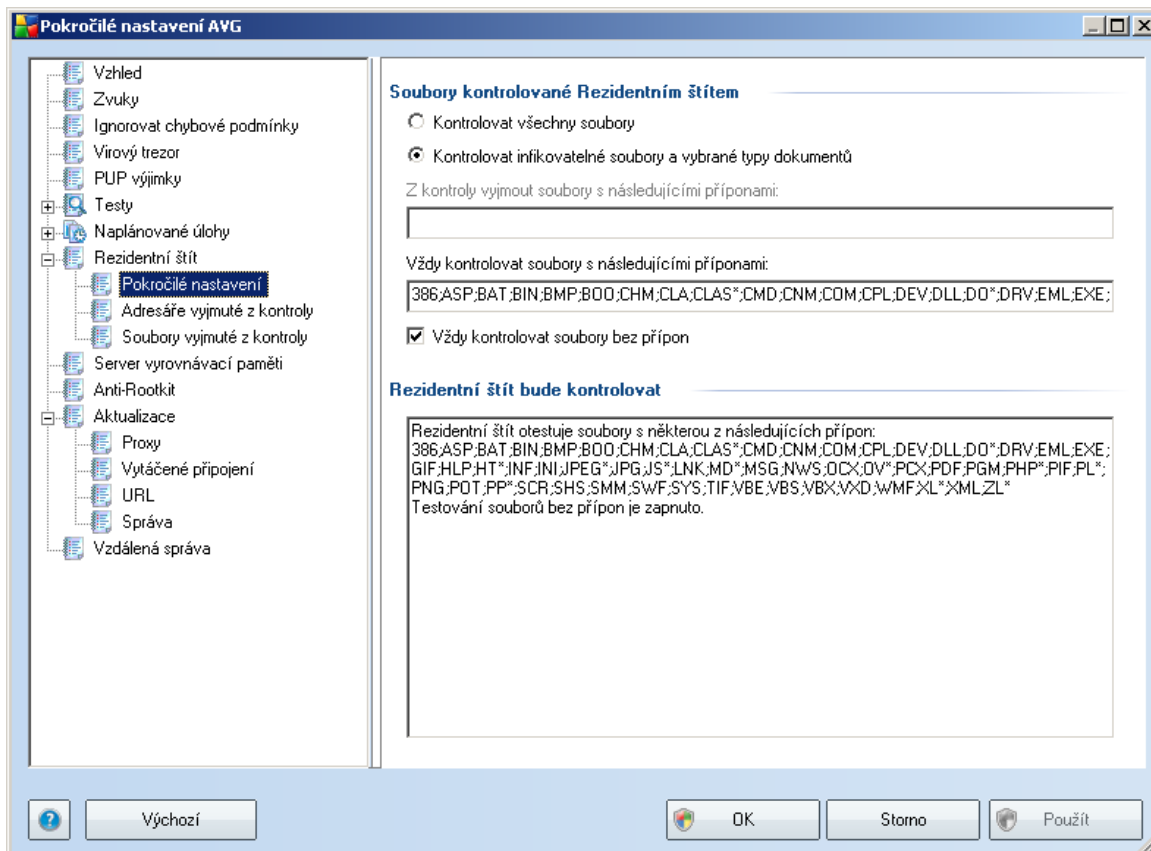 Pokročilé nastavení AVG
Vzhled
Zvuky
Ignorovat chybové podmínky
Virový trezor
PUP výjimky
Testy
Naplánované úlohy
Rezidentní štít
Pokročilé nastavení
Adresáře vyjmuté z kontroly
Soubory vyjmuté z kontroly
Server vyrovnávací paměti
Anti-Rootkit
Aktualizace
Proxy
Vytáčené připojení
URL
Správa
Vzdálená správa
Soubory kontrolované Rezidentním štítem
Kontrolovat všechny soubory
Kontrolovat infikovatelné soubory a vybrané typy dokumentů
Z kontroly vyjmout soubory s následujícími příponami:
Vždy kontrolovat soubory s následujícími příponami:
386;ASP;BAT;BIN;BMP;BOO;CHM;CLA;CLAS*;CMD;CNM;COM;CPL;DEV;DLL;DO*;DRV;EML;EXE;
Vždy kontrolovat soubory bez přípon
Rezidentní štít bude kontrolovat
Rezidentní štít otestuje soubory s některou z následujících přípon:
386;ASP;BAT;BIN;BMP;BOO;CHM;CLA;CLAS*;CMD;CNM;COM;CPL;DEV;DLL;DO*;DRV;EML;EXE;
GIF;HLP;HT*;INF;INI;JPEG*;JPG;JS*;LNK;MD*;MSG;NWS;OCX;OV*;PCX;PDF;PGM;PHP*;PIF;PL*;
PNG;POT;PP*;SCR;SHS;SMM;SWF;SYS;TIF;VBE;VBS;VBX;VXD;WMF;XL*;XML;ZL*
Testování souborů bez přípon je zapnuto.
Výchozí
OK
Storno
Použít